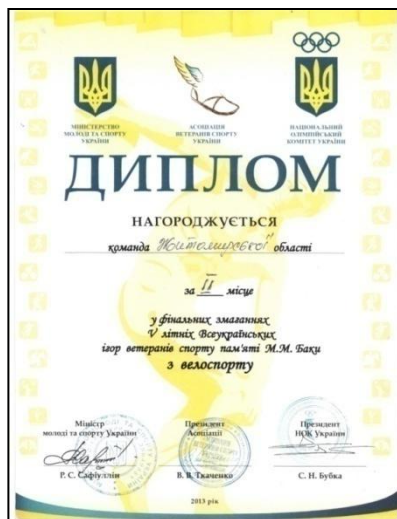 МІНІСТЕРСТВО
МОЛОДІ ТА СПОРТУ
УКРАЇНИ
АСОЦІАЦІЯ
ВЕТЕРАНІВ СПОРТУ
УКРАЇНИ
НАЦІОНАЛЬНИЙ
ОЛІМПІЙСЬКИЙ
КОМІТЕТ УКРАЇНИ
ДИПЛОМ
НАГОРОДЖУЄТЬСЯ
команда Житомирської області
за II місце
у фінальних змаганнях
V літніх Всеукраїнських
ігор ветеранів спорту пам'яті М.М. Баки
з велоспорту
Міністр
молоді та спорту України
Р. С. Сафіуллін
Президент
Асоціації
В. В. Ткаченко
Президент
НОК України
С. Н. Бубка
2013 рік